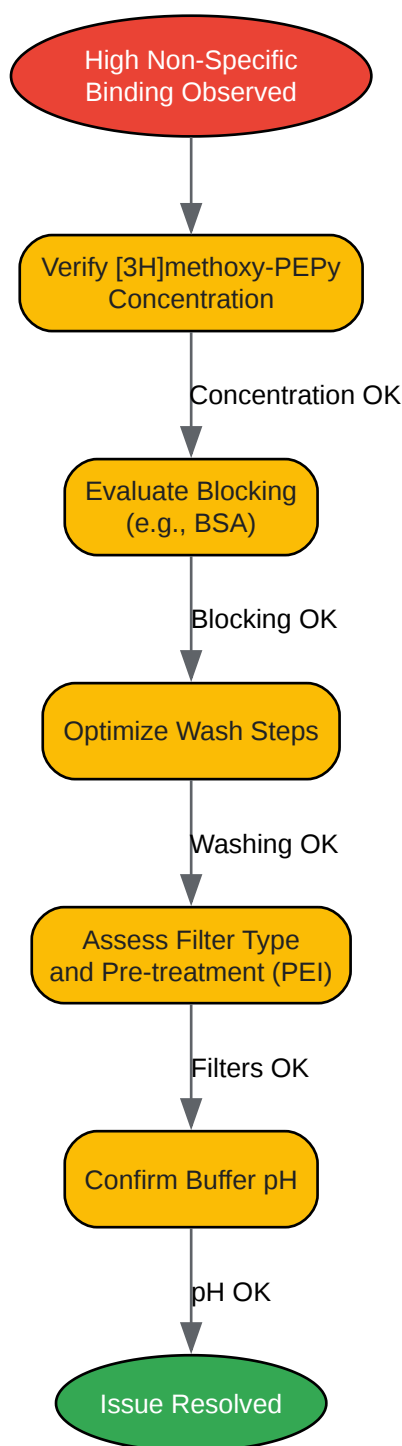 High Non-Specific
Binding Observed
Verify [3H]methoxy-PEPy
Concentration
Concentration OK
Evaluate Blocking
(e.g., BSA)
Blocking OK
Optimize Wash Steps
Washing OK
Assess Filter Type
and Pre-treatment (PEI)
Filters OK
Confirm Buffer pH
pH OK
Issue Resolved